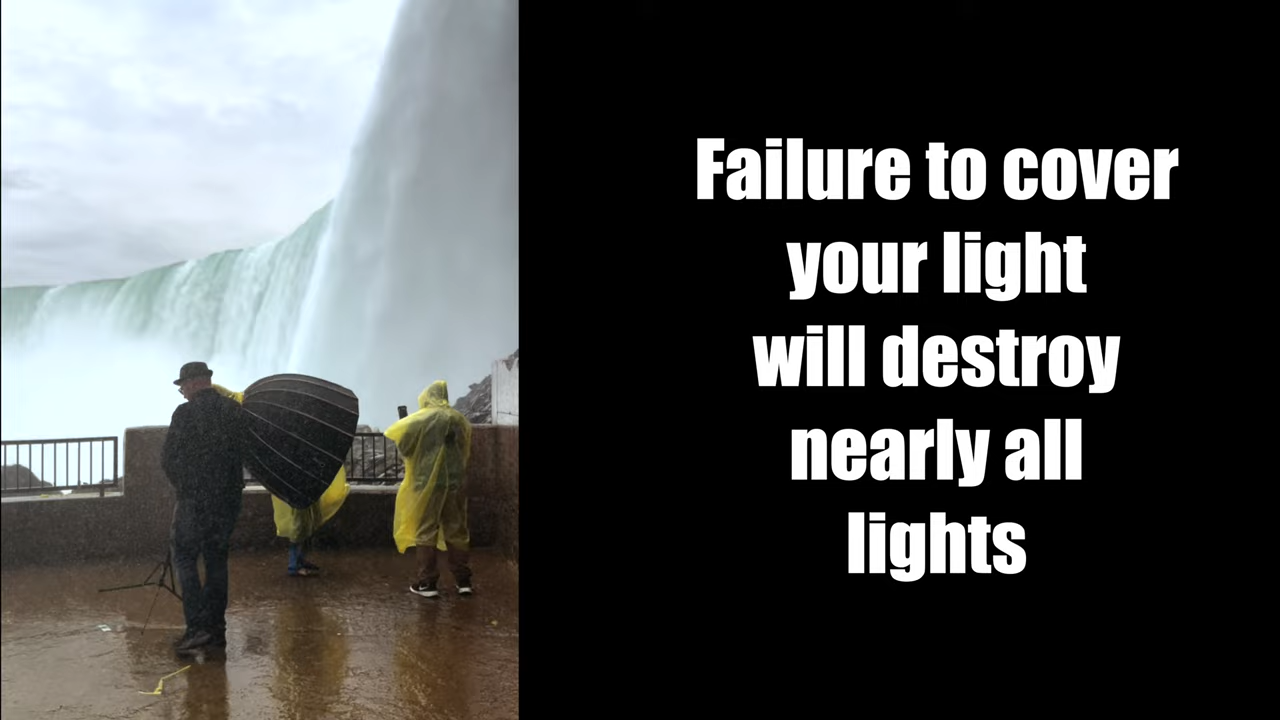 Failure to cover
your light
will destroy
nearly all
lights